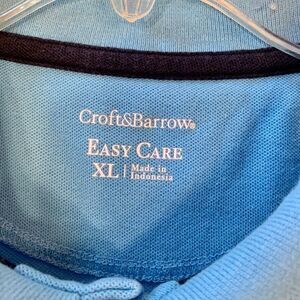 Croft&Barrow®
EASY CARE
XL | Made in
Indonesia